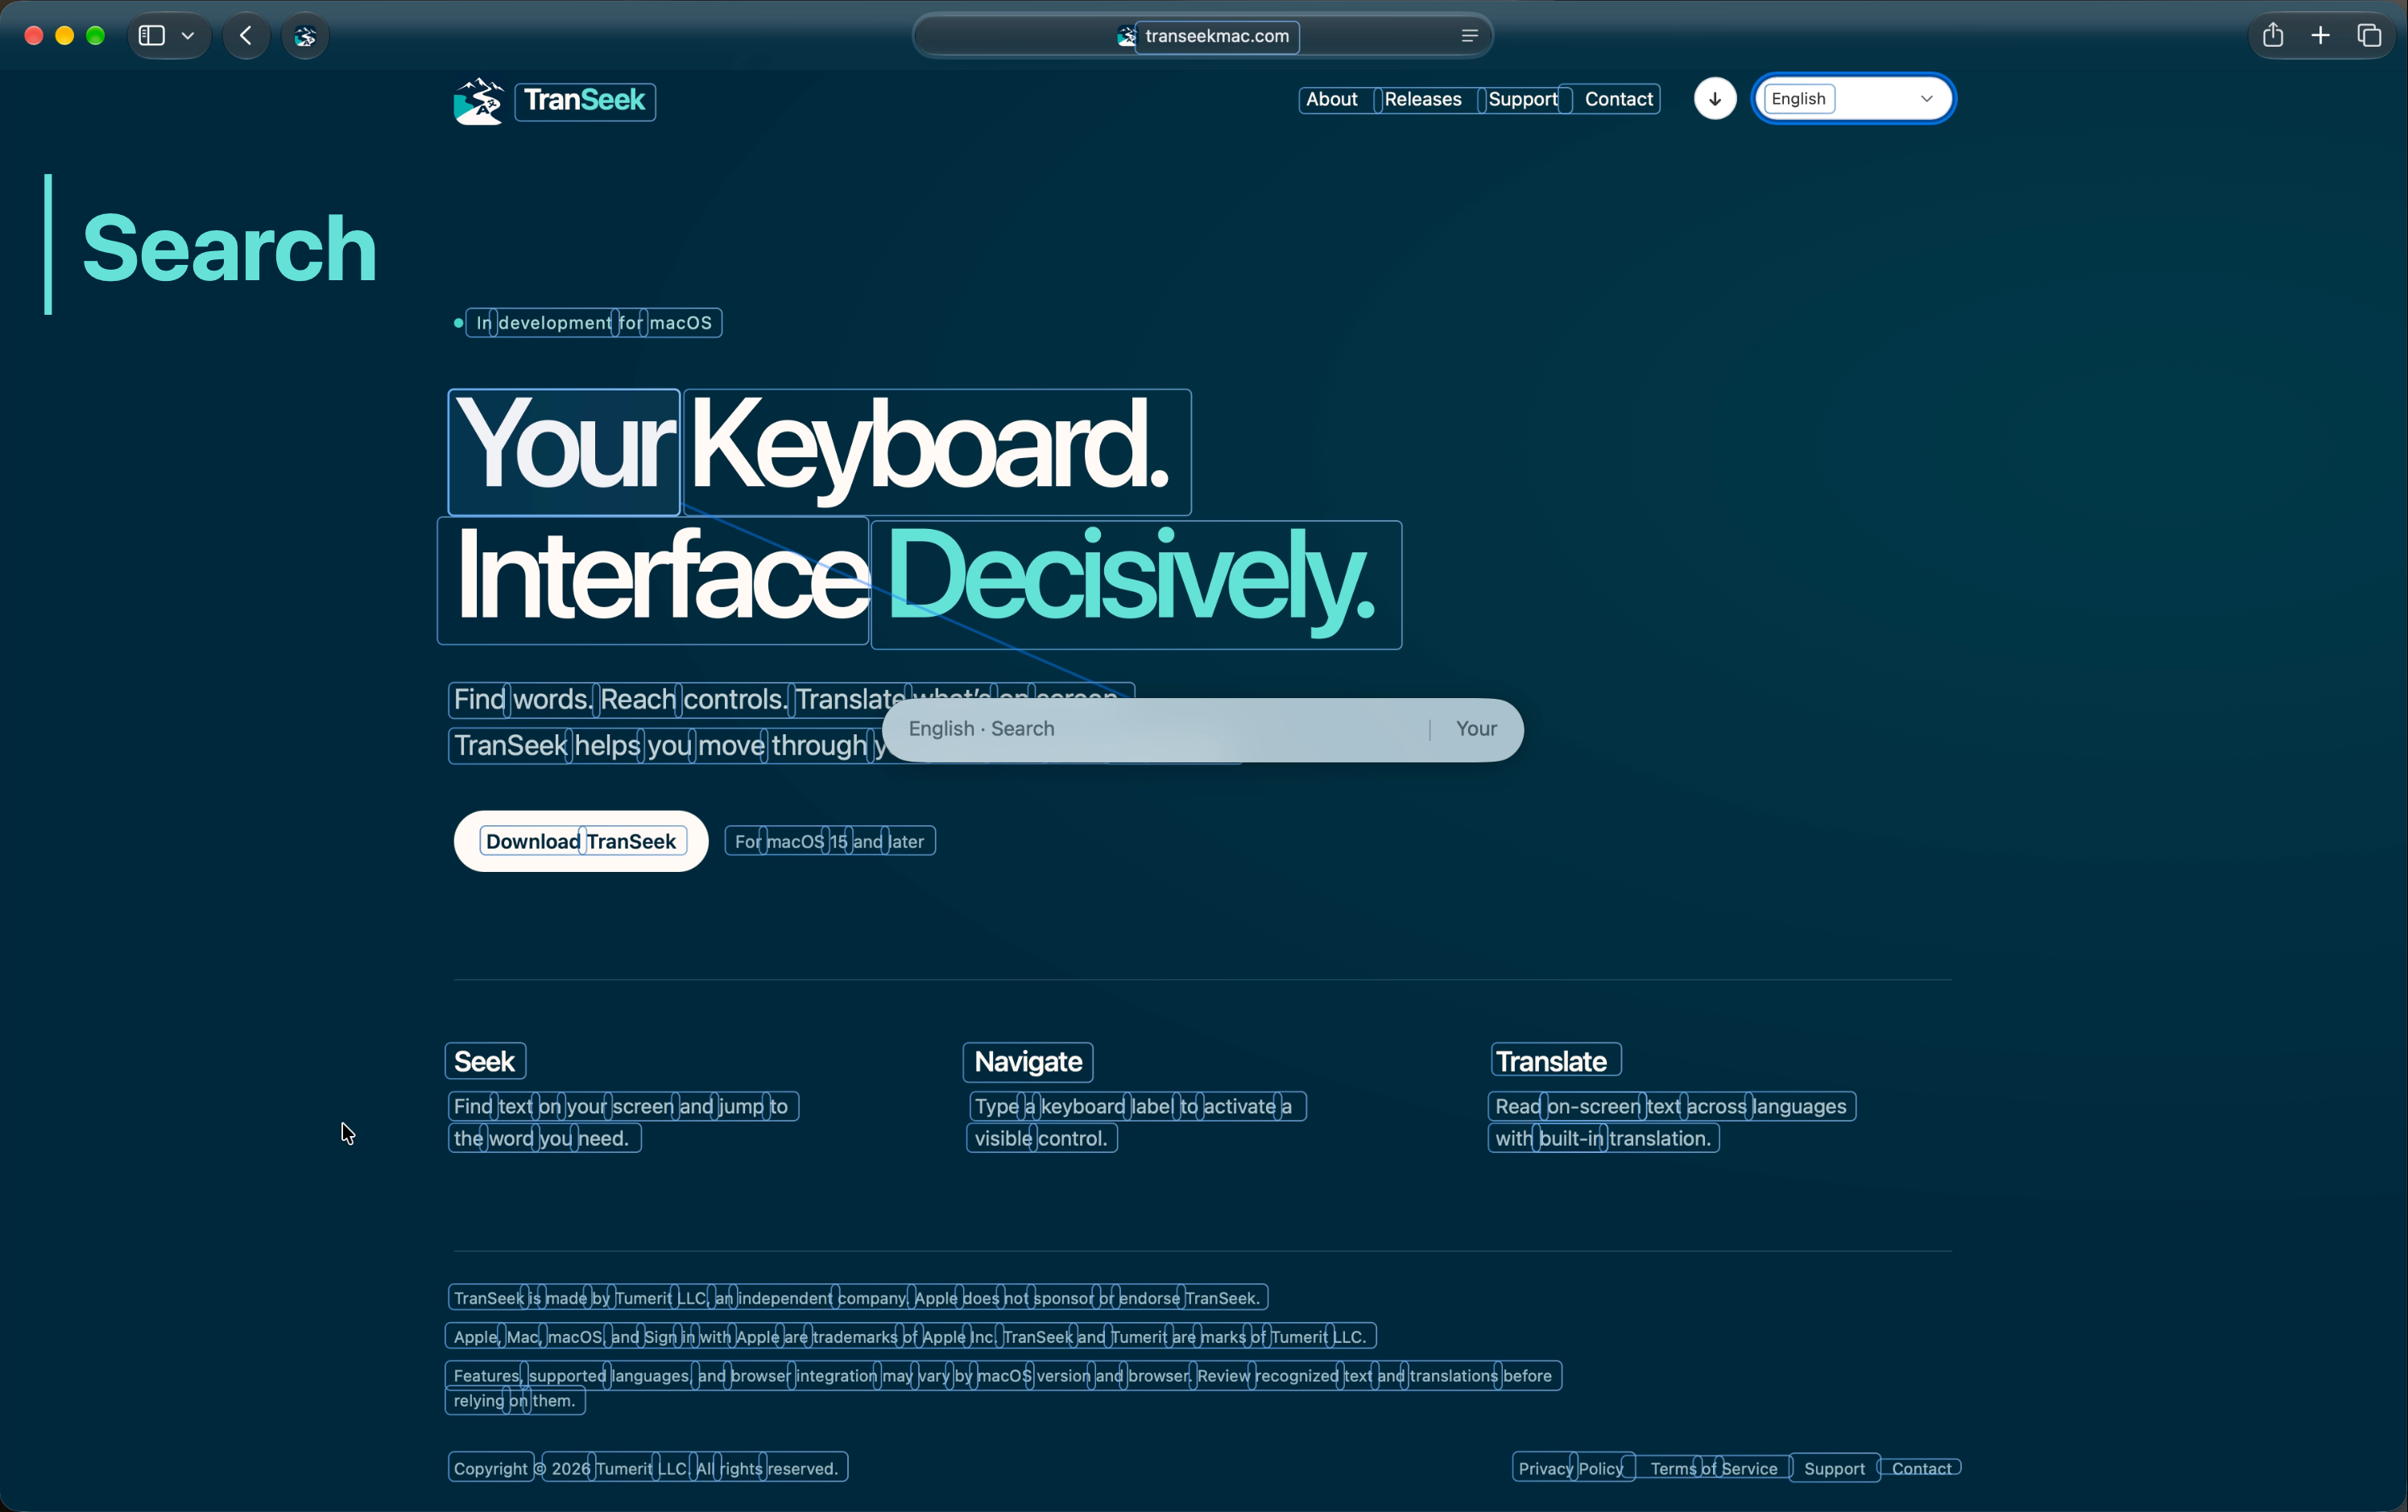 transeekmac.com
TranSeek
About Releases Support Contact
English
Search
In development for macOS
Your Keyboard.
Interface Decisively.
Find words. Reach controls. Translate what's on screen.
TranSeek helps you move through
English · Search | Your
Download TranSeek
For macOS 15 and later
Seek
Find text on your screen and jump to
the word you need.
Navigate
Type a keyboard label to activate a
visible control.
Translate
Read on-screen text across languages
with built-in translation.
TranSeek is made by Tumerit LLC, an independent company. Apple does not sponsor or endorse TranSeek.
Apple, Mac, macOS, and Sign in with Apple are trademarks of Apple Inc. TranSeek and Tumerit are marks of Tumerit LLC.
Features, supported languages, and browser integration may vary by macOS version and browser. Review recognized text and translations before
relying on them.
Copyright © 2026 Tumerit LLC. All rights reserved.
Privacy Policy Terms of Service Support Contact